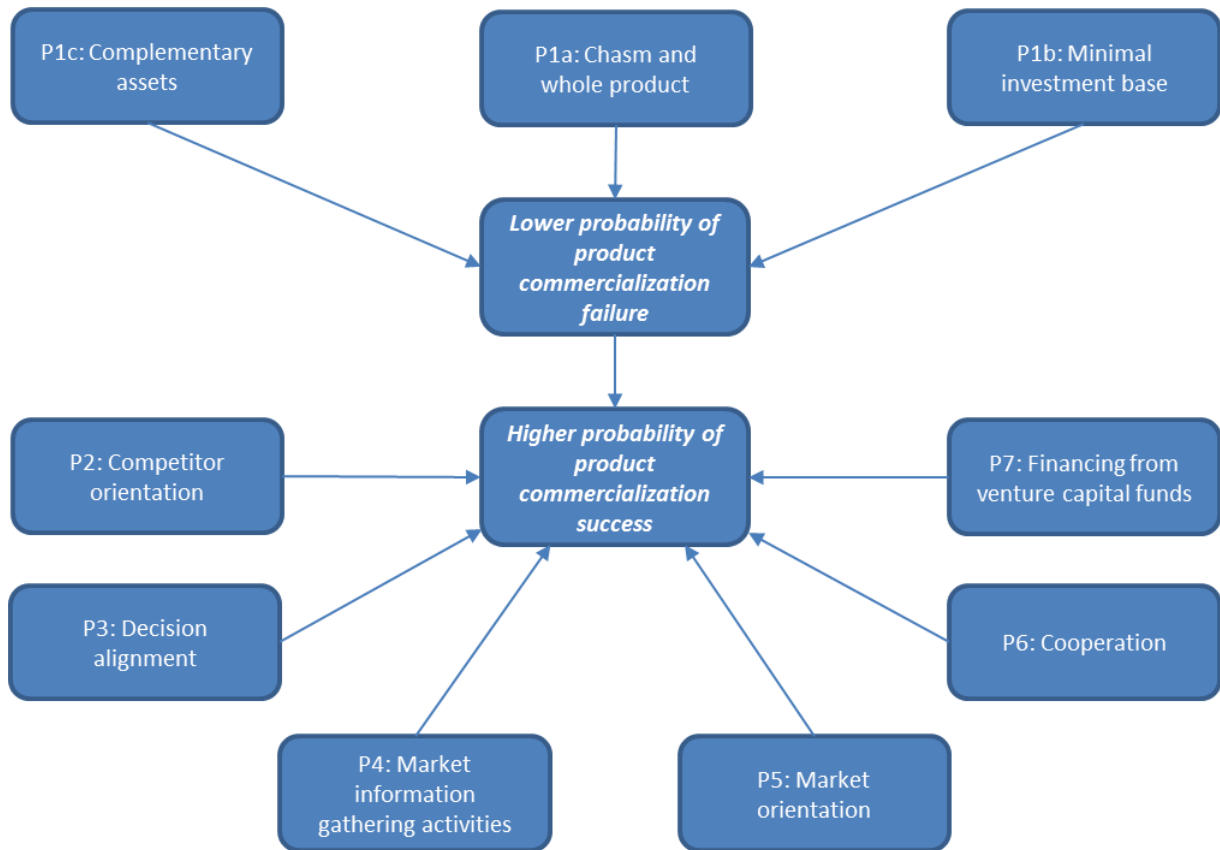 P1c: Complementary
assets
P1a: Chasm and
whole product
P1b: Minimal
investment base
Lower probability of
product
commercialization
failure
Higher probability of
product
commercialization
success
P2: Competitor
orientation
P7: Financing from
venture capital funds
P3: Decision
alignment
P6: Cooperation
P4: Market
information
gathering activities
P5: Market
orientation